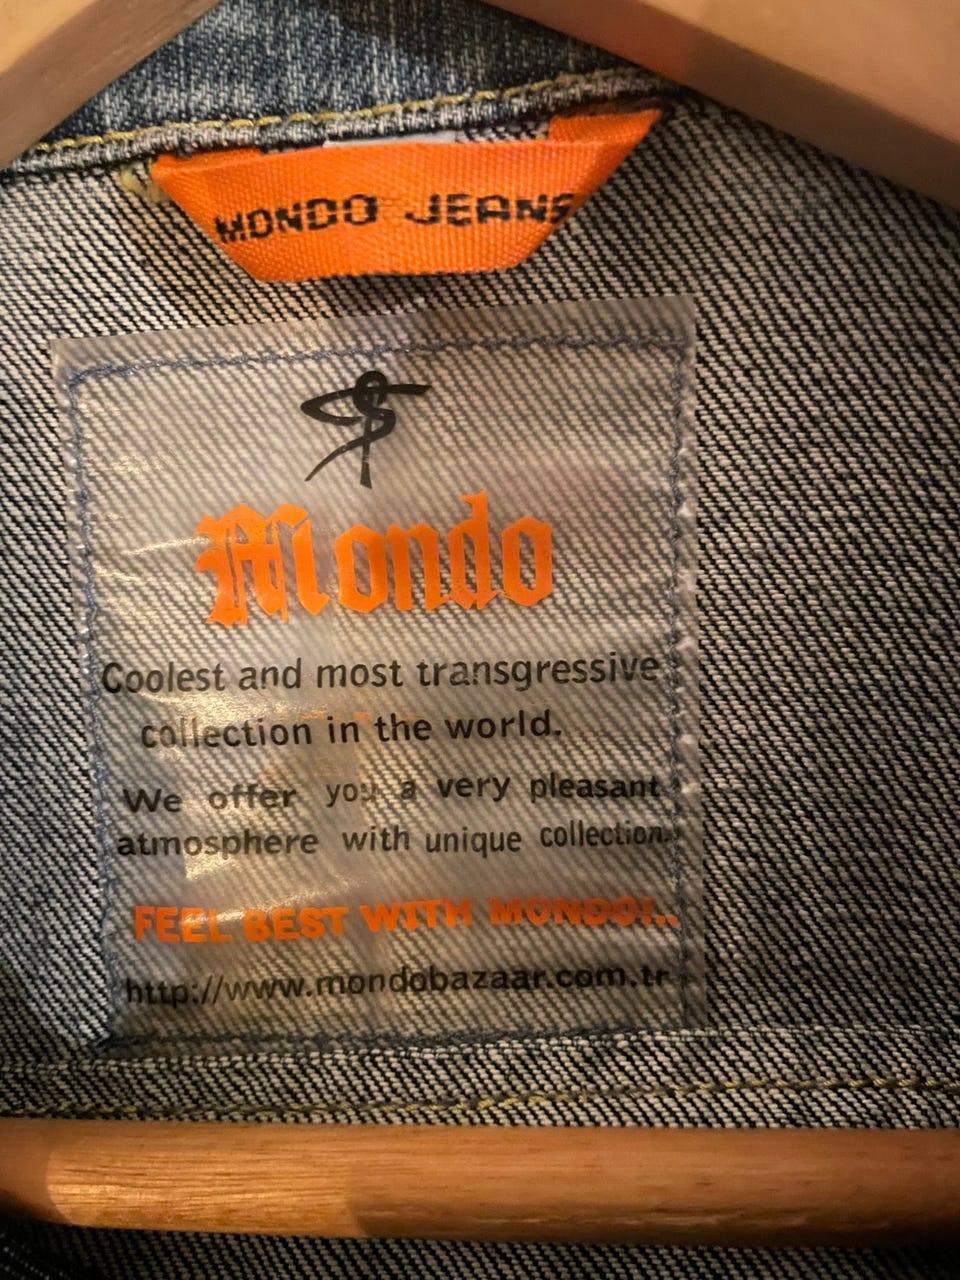 MONDO JEANS
Mondo
Coolest and most transgressive
collection in the world.
We offer you a very pleasant
atmosphere with unique collection.
FEEL BEST WITH MONDO!..
http://www.mondobazaar.com.tr